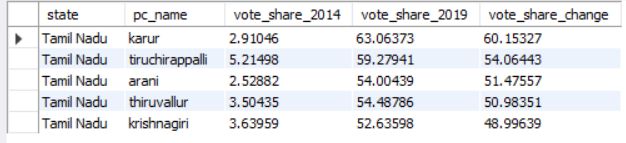 state pc_name vote_share_2014 vote_share_2019 vote_share_change
Tamil Nadu karur 2.91046 63.06373 60.15327
Tamil Nadu tiruchirappalli 5.21498 59.27941 54.06443
Tamil Nadu arani 2.52882 54.00439 51.47557
Tamil Nadu thiruvallur 3.50435 54.48786 50.98351
Tamil Nadu krishnagiri 3.63959 52.63598 48.99639